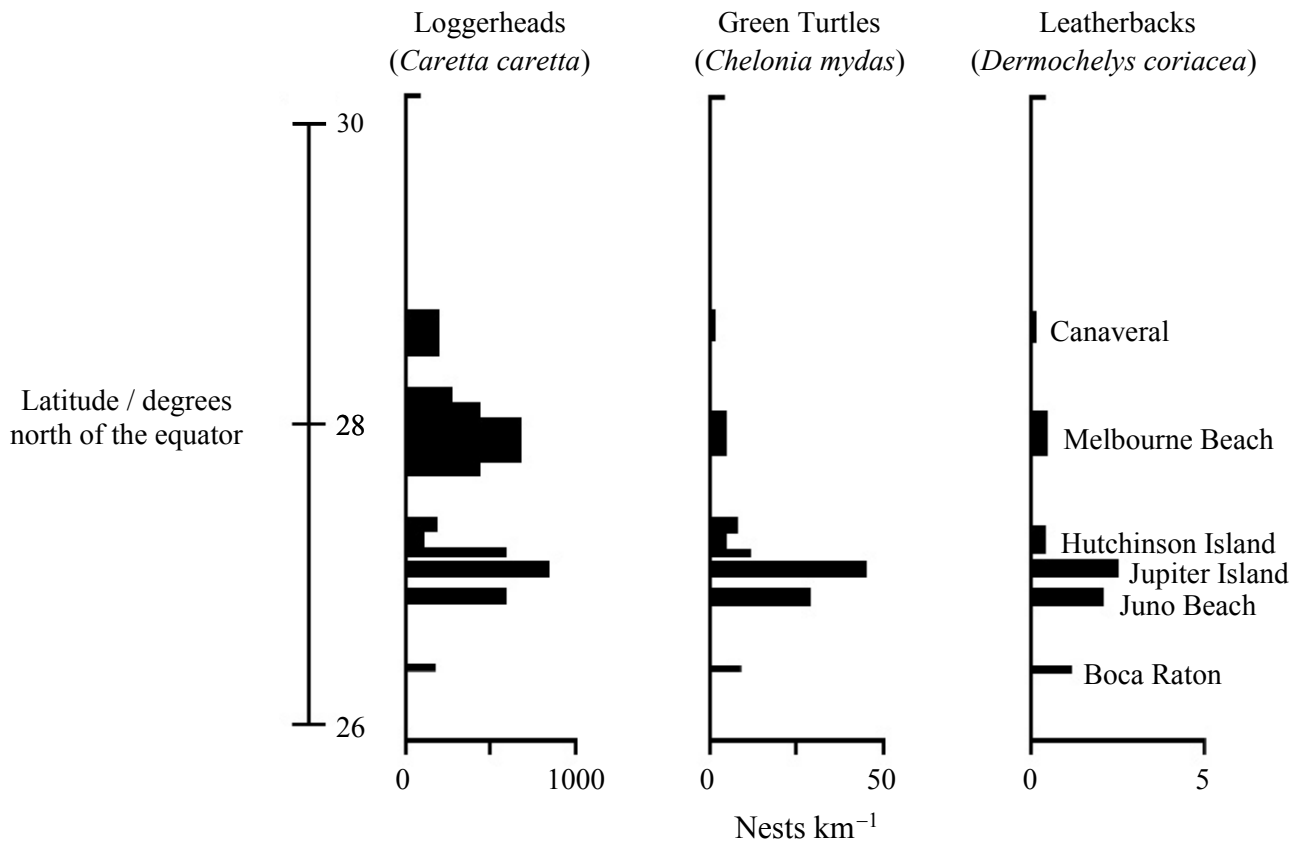 Loggerheads
(Caretta caretta)
Green Turtles
(Chelonia mydas)
Leatherbacks
(Dermochelys coriacea)
30
Latitude / degrees
north of the equator
28
26
Canaveral
Melbourne Beach
Hutchinson Island
Jupiter Island
Juno Beach
Boca Raton
0 1000
0 50
0 5
Nests km⁻¹